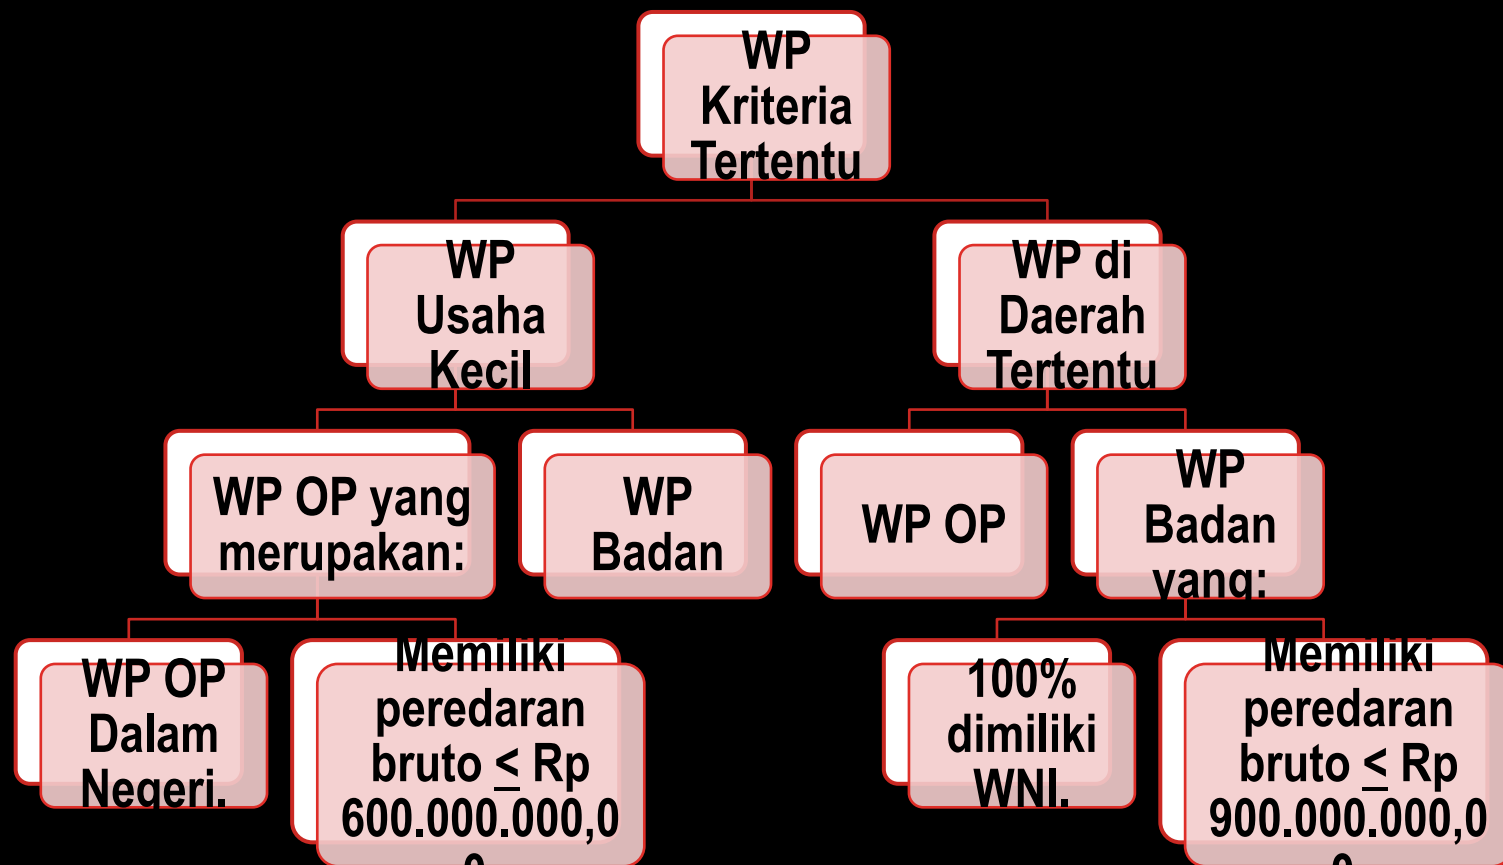 WP
Kriteria
Tertentu
WP
Usaha
Kecil
WP di
Daerah
Tertentu
WP OP yang
merupakan:
WP
Badan
WP OP
WP
Badan
yang:
WP OP
Dalam
Negeri.
Memiliki
peredaran
bruto < Rp
600.000.000,0
0
100%
dimiliki
WNI.
Memiliki
peredaran
bruto < Rp
900.000.000,0
0